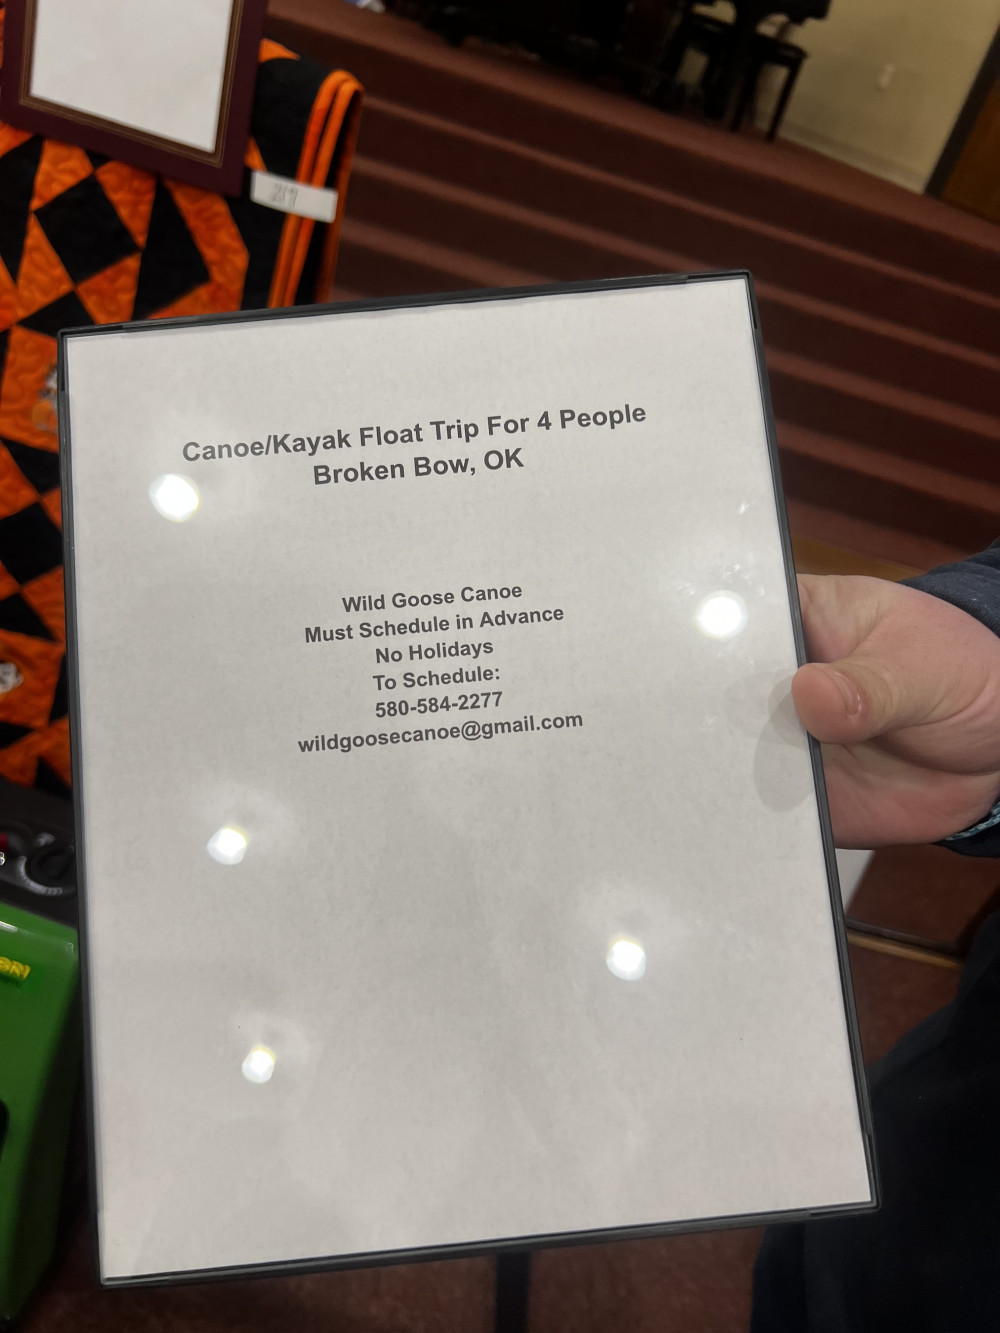 219
Canoe/Kayak Float Trip For 4 People
Broken Bow, OK
Wild Goose Canoe
Must Schedule in Advance
No Holidays
To Schedule:
580-584-2277
wildgoosecanoe@gmail.com